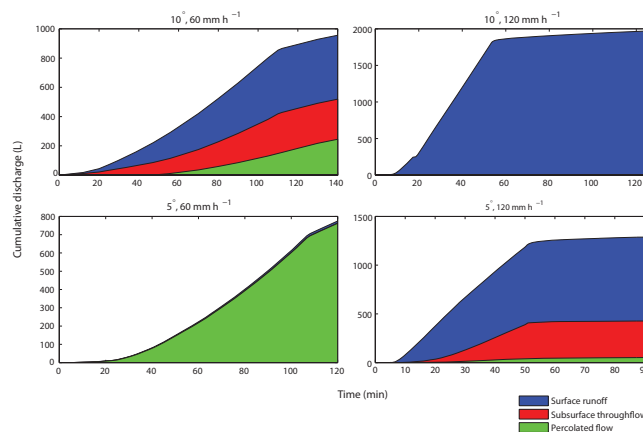 10°, 60 mm h⁻¹
1000
800
600
400
200
0
0 20 40 60 80 100 120 140
10°, 120 mm h⁻¹
2000
1500
1000
500
0
0 20 40 60 80 100 120
Cumulative discharge (L)
5°, 60 mm h⁻¹
800
700
600
500
400
300
200
100
0
0 20 40 60 80 100 120
5°, 120 mm h⁻¹
1500
1000
500
0
0 10 20 30 40 50 60 70 80 90
Time (min)
Surface runoff
Subsurface throughflow
Percolated flow